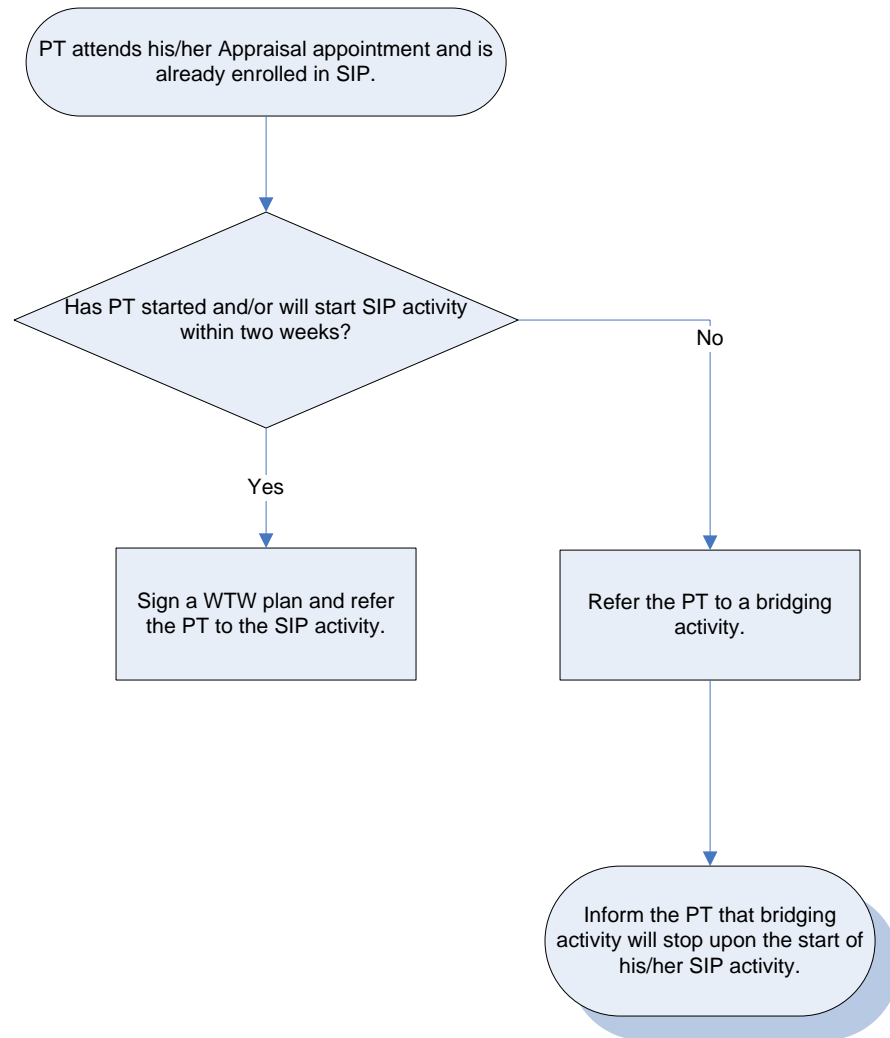 PT attends his/her Appraisal appointment and is
already enrolled in SIP.
Has PT started and/or will start SIP activity
within two weeks?
No
Yes
Sign a WTW plan and refer
the PT to the SIP activity.
Refer the PT to a bridging
activity.
Inform the PT that bridging
activity will stop upon the start of
his/her SIP activity.